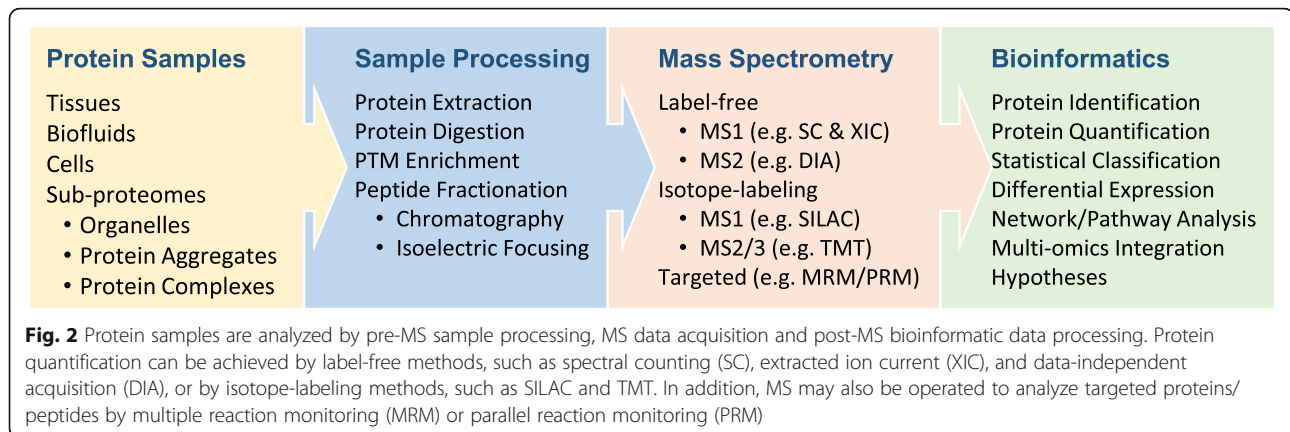 Protein Samples
Tissues
Biofluids
Cells
Sub-proteomes
• Organelles
• Protein Aggregates
• Protein Complexes
Sample Processing
Protein Extraction
Protein Digestion
PTM Enrichment
Peptide Fractionation
• Chromatography
• Isoelectric Focusing
Mass Spectrometry
Label-free
• MS1 (e.g. SC & XIC)
• MS2 (e.g. DIA)
Isotope-labeling
• MS1 (e.g. SILAC)
• MS2/3 (e.g. TMT)
Targeted (e.g. MRM/PRM)
Bioinformatics
Protein Identification
Protein Quantification
Statistical Classification
Differential Expression
Network/Pathway Analysis
Multi-omics Integration
Hypotheses
Fig. 2 Protein samples are analyzed by pre-MS sample processing, MS data acquisition and post-MS bioinformatic data processing. Protein
quantification can be achieved by label-free methods, such as spectral counting (SC), extracted ion current (XIC), and data-independent
acquisition (DIA), or by isotope-labeling methods, such as SILAC and TMT. In addition, MS may also be operated to analyze targeted proteins/
peptides by multiple reaction monitoring (MRM) or parallel reaction monitoring (PRM)